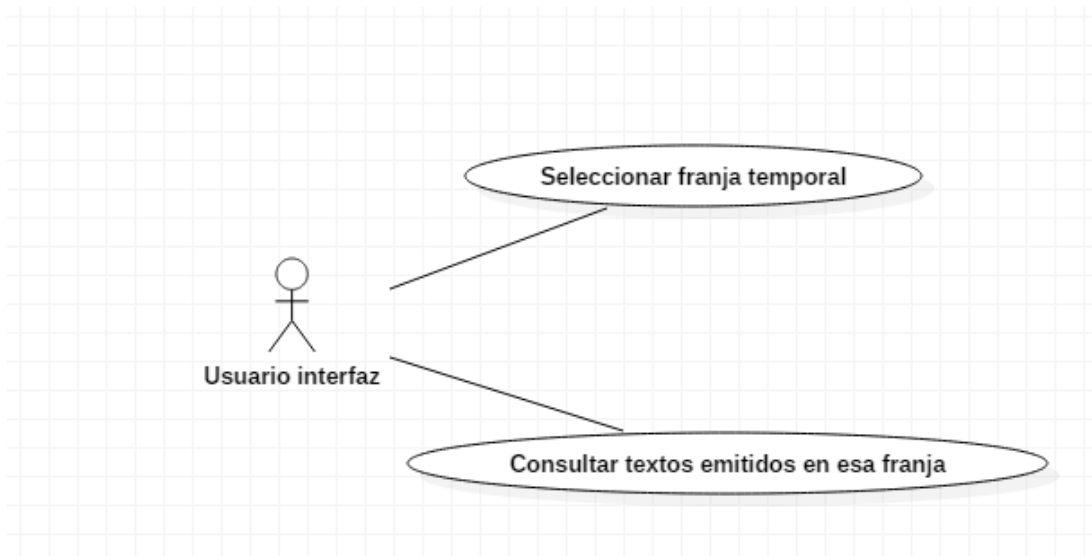 Seleccionar franja temporal
Usuario interfaz
Consultar textos emitidos en esa franja